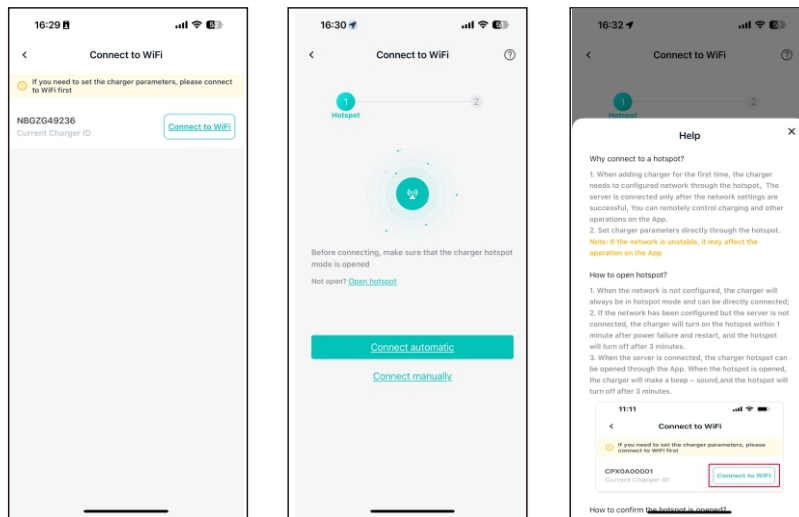 16:29
Connect to WiFi
If you need to set the charger parameters, please connect
to WiFi first
NBGZG49236
Current Charger ID
Connect to WiFi
16:30
Connect to WiFi
1
2
Hotspot
Before connecting, make sure that the charger hotspot
mode is opened
Not open? Open hotspot
Connect automatic
Connect manually
16:32
Connect to WiFi
1
2
Hotspot
Help
Why connect to a hotspot?
1. When adding charger for the first time, the charger
needs to configured network through the hotspot, The
server is connected only after the network settings are
successful, You can remotely control charging and other
operations on the App.
2. Set charger parameters directly through the hotspot.
Note: If the network is unstable, it may affect the
operation on the App
How to open hotspot?
1. When the network is not configured, the charger will
always be in hotspot mode and can be directly connected;
2. If the network has been configured but the server is not
connected, the charger will turn on the hotspot within 1
minute after power failure and restart, and the hotspot
will turn off after 3 minutes.
3. When the server is connected, the charger hotspot can
be opened through the App. When the hotspot is opened,
the charger will make a beep ~ sound,and the hotspot will
turn off after 3 minutes.
11:11
Connect to WiFi
If you need to set the charger parameters, please
connect to WiFi first
CPX0A00001
Current Charger ID
Connect to WiFi
How to confirm the hotspot is opened?